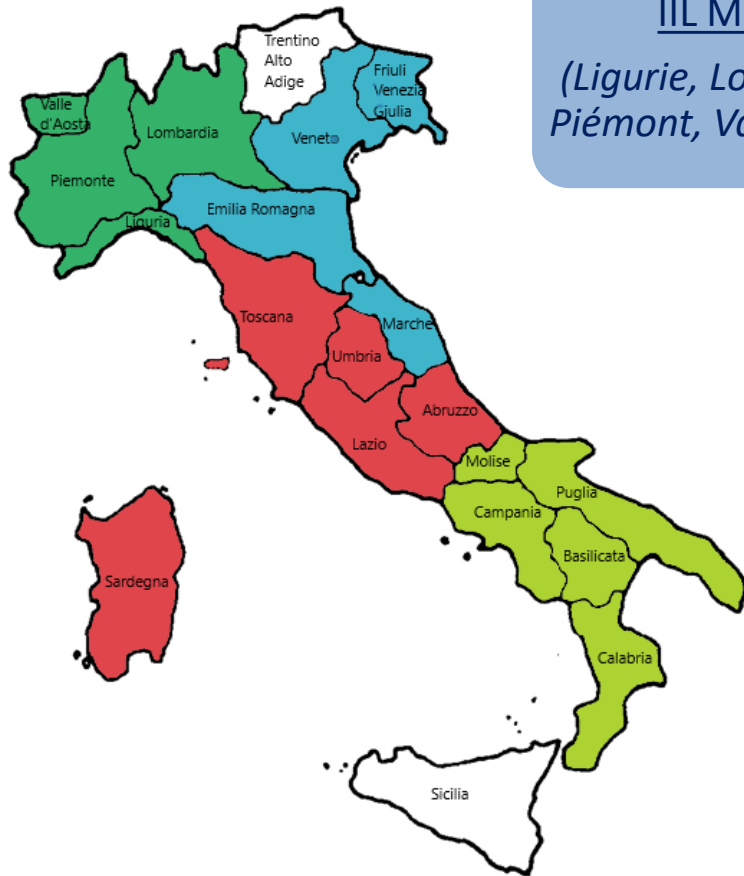 IIL M
(Ligurie, Lo
Piémont, Va
Trentino
Alto
Adige
Friuli
Venezia
Giulia
Valle
d'Aosta
Lombardia
Veneto
Piemonte
Emilia Romagna
Liguria
Toscana
Marche
Umbria
Abruzzo
Lazio
Molise
Puglia
Campania
Basilicata
Sardegna
Calabria
Sicilia